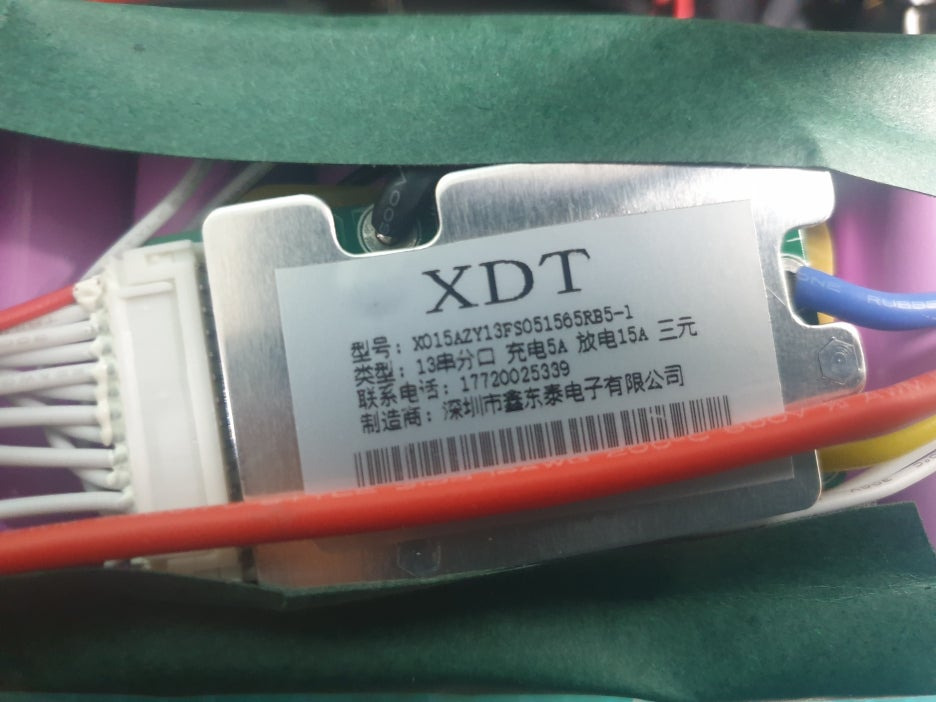 XDT
型号: X015AZY13FS051565RB5-1
类型: 13串分口 充电5A 放电15A 三元
联系电话: 17720025339
制造商: 深圳市鑫东泰电子有限公司
RUBBE